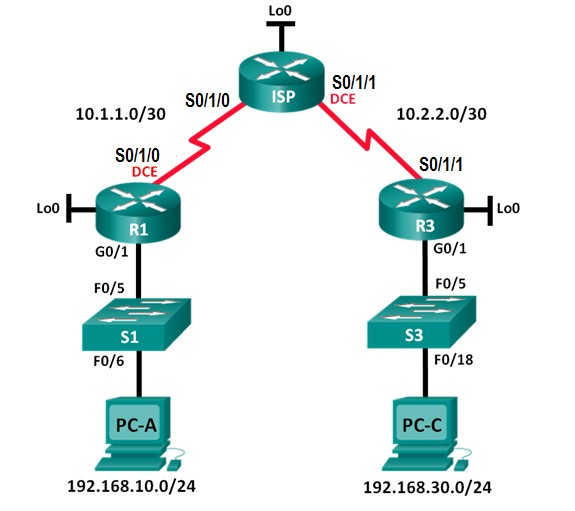 Lo0
S0/1/0
ISP
S0/1/1
DCE
10.1.1.0/30
10.2.2.0/30
S0/1/0
DCE
S0/1/1
Lo0
R1
R3
Lo0
G0/1
G0/1
F0/5
F0/5
S1
S3
F0/6
F0/18
PC-A
PC-C
192.168.10.0/24
192.168.30.0/24